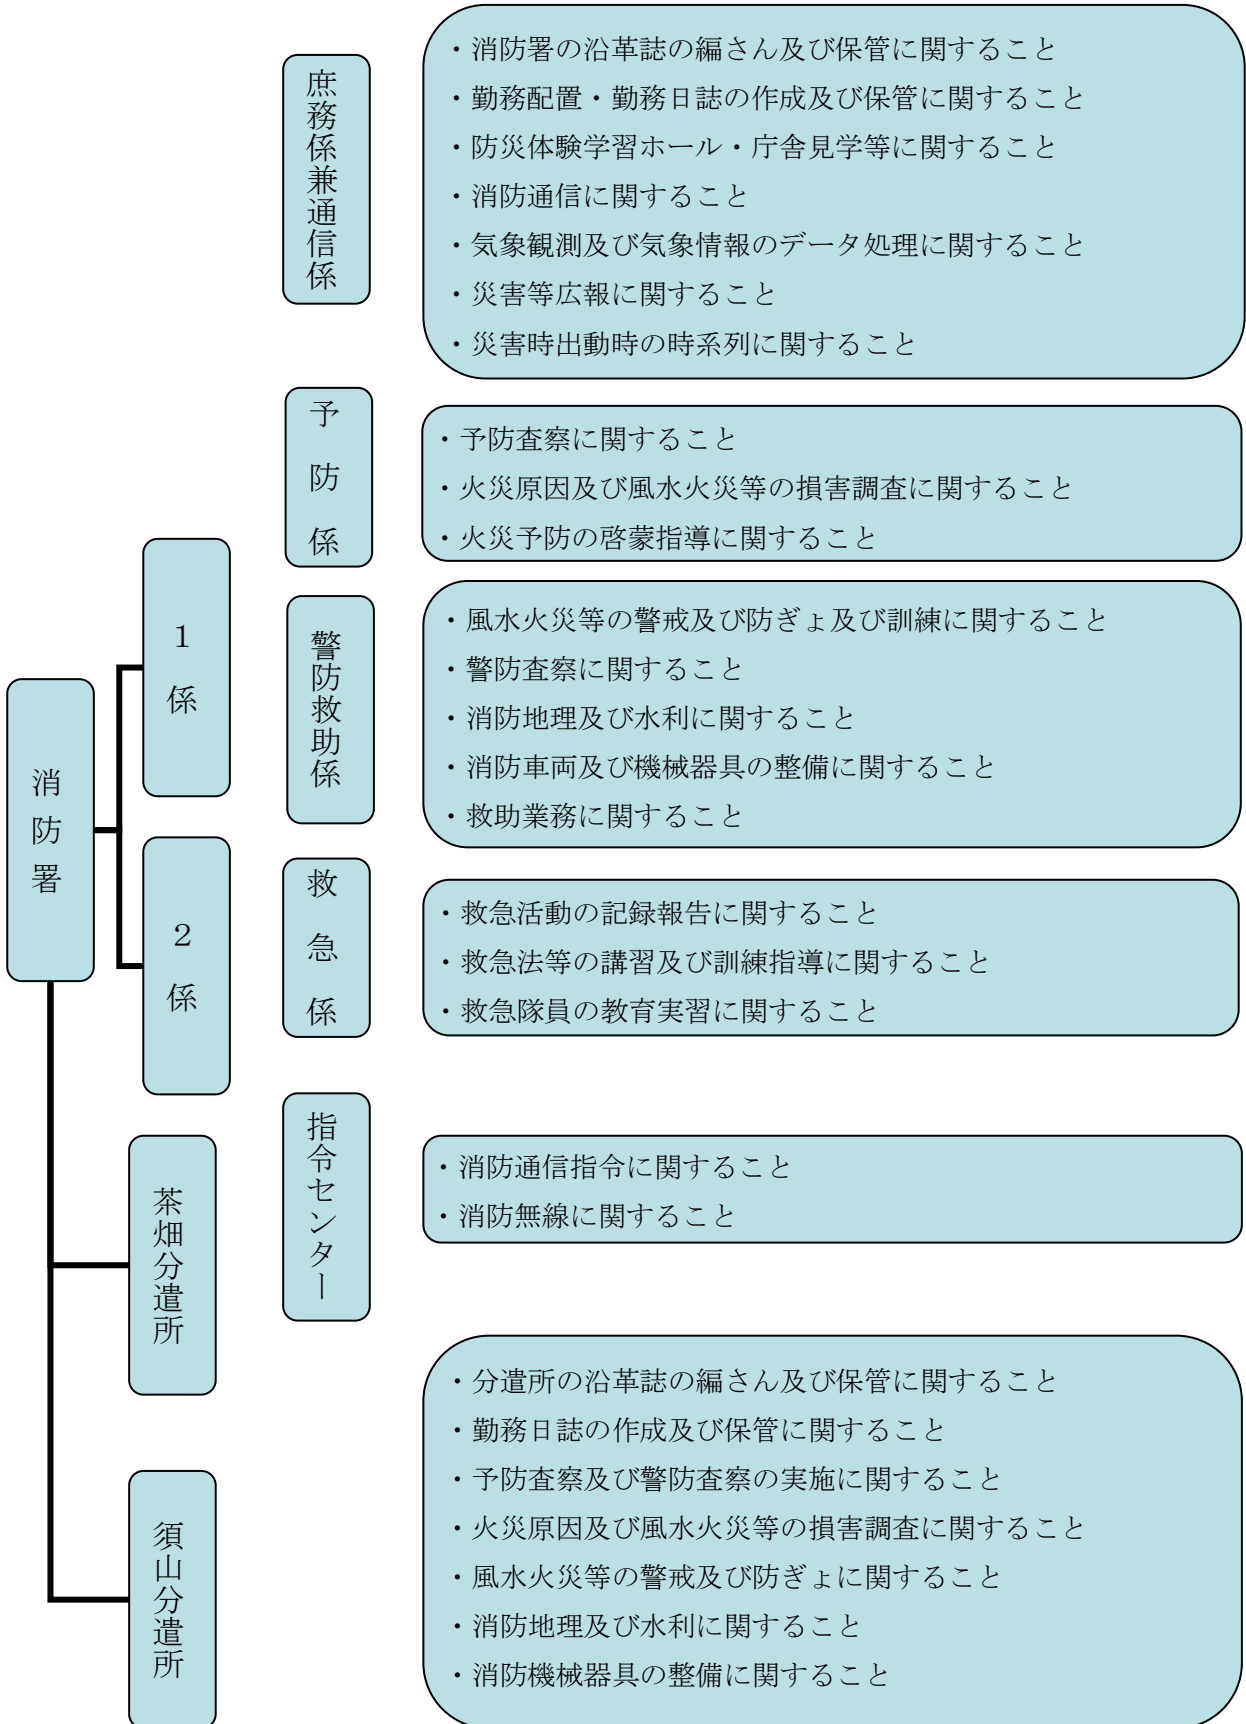 消防署
1係
2係
茶畑分遣所
須山分遣所
庶務係兼通信係
・消防署の沿革誌の編さん及び保管に関すること
・勤務配置・勤務日誌の作成及び保管に関すること
・防災体験学習ホール・庁舎見学等に関すること
・消防通信に関すること
・気象観測及び気象情報のデータ処理に関すること
・災害等広報に関すること
・災害時出動時の時系列に関すること
予防係
・予防査察に関すること
・火災原因及び風水火災等の損害調査に関すること
・火災予防の啓蒙指導に関すること
警防救助係
・風水火災等の警戒及び防ぎょ及び訓練に関すること
・警防査察に関すること
・消防地理及び水利に関すること
・消防車両及び機械器具の整備に関すること
・救助業務に関すること
救急係
・救急活動の記録報告に関すること
・救急法等の講習及び訓練指導に関すること
・救急隊員の教育実習に関すること
指令センター
・消防通信指令に関すること
・消防無線に関すること
・分遣所の沿革誌の編さん及び保管に関すること
・勤務日誌の作成及び保管に関すること
・予防査察及び警防査察の実施に関すること
・火災原因及び風水火災等の損害調査に関すること
・風水火災等の警戒及び防ぎょに関すること
・消防地理及び水利に関すること
・消防機械器具の整備に関すること